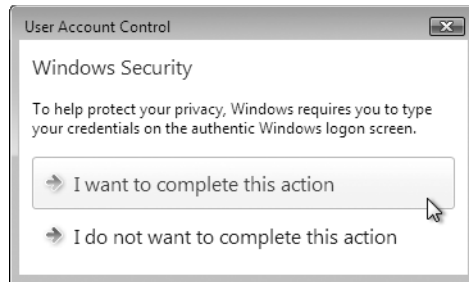 User Account Control
Windows Security
To help protect your privacy, Windows requires you to type
your credentials on the authentic Windows logon screen.
I want to complete this action
I do not want to complete this action